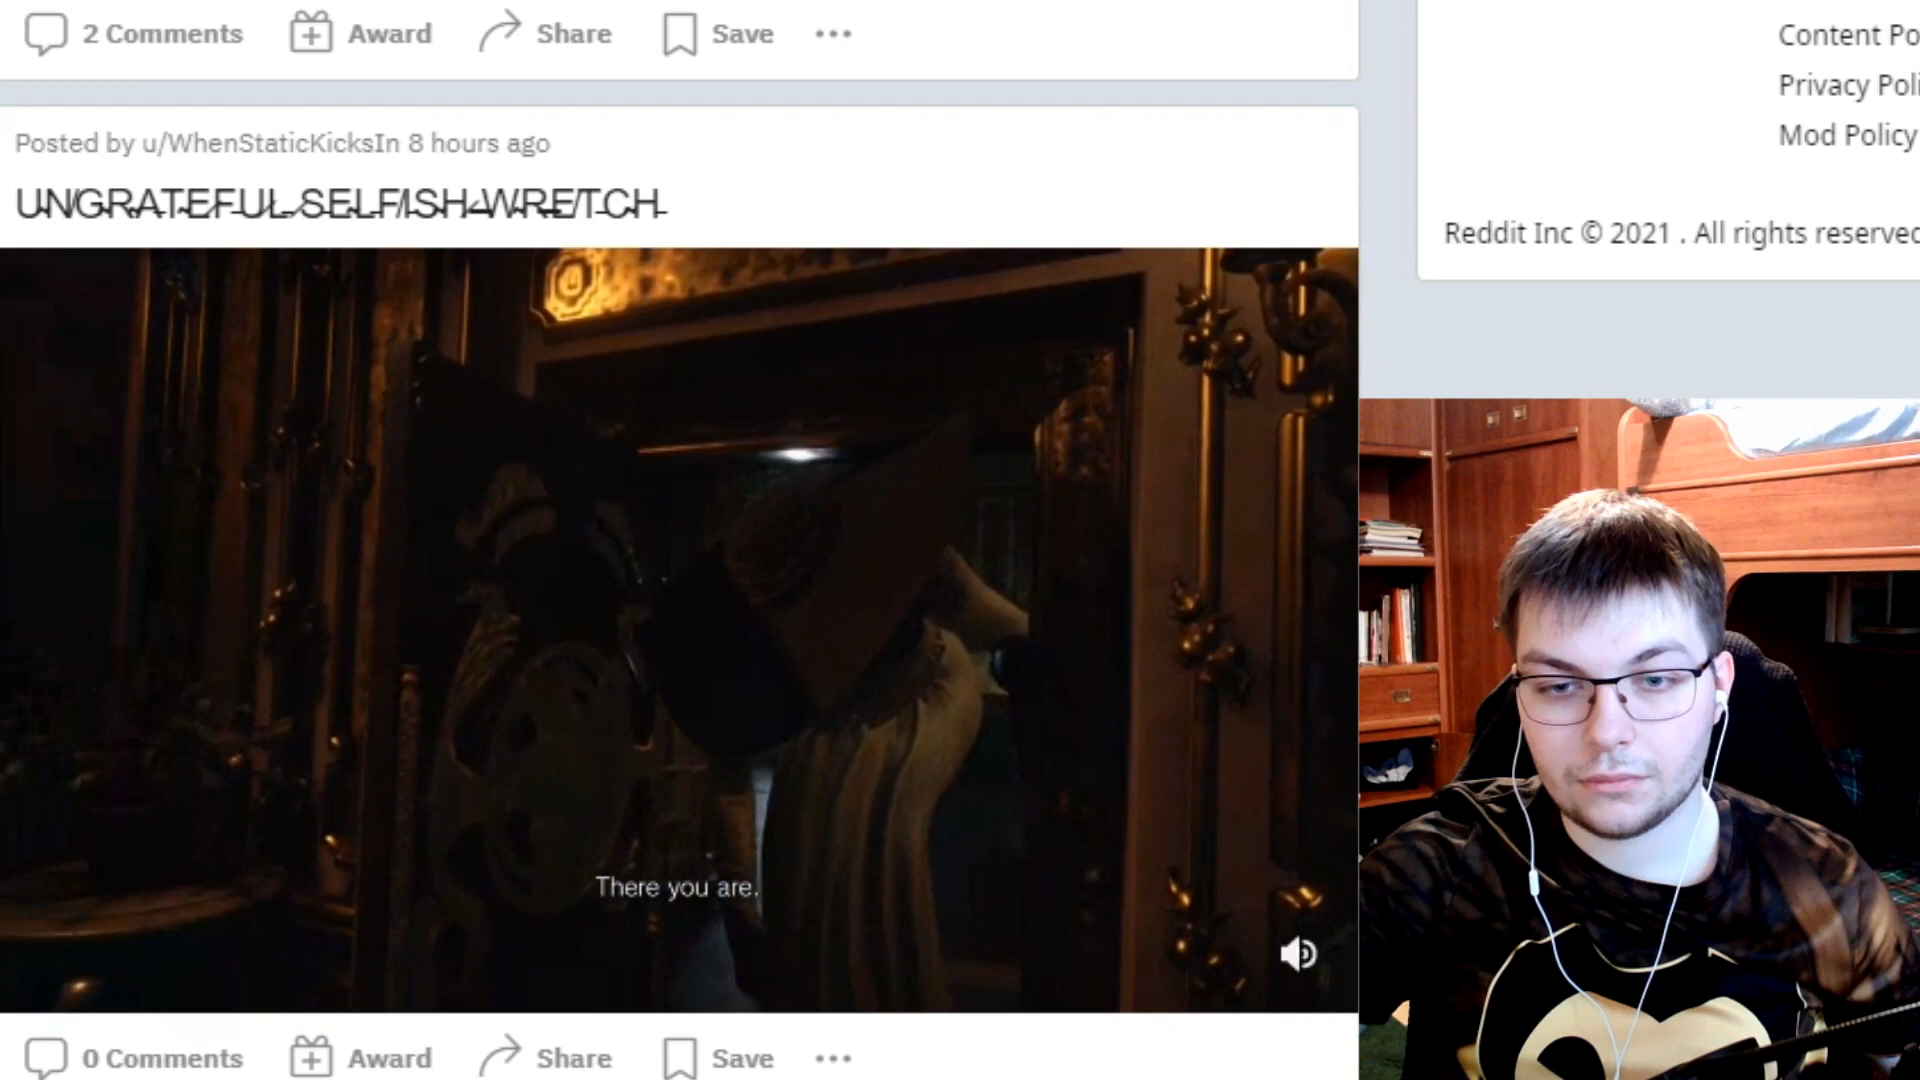 2 Comments Award Share Save
Posted by u/WhenStaticKicksIn 8 hours ago
UNGRATEFUL SELFISH WRETCH
There you are.
0 Comments Award Share Save
Content Po
Privacy Poli
Mod Policy
Reddit Inc © 2021 . All rights reserved